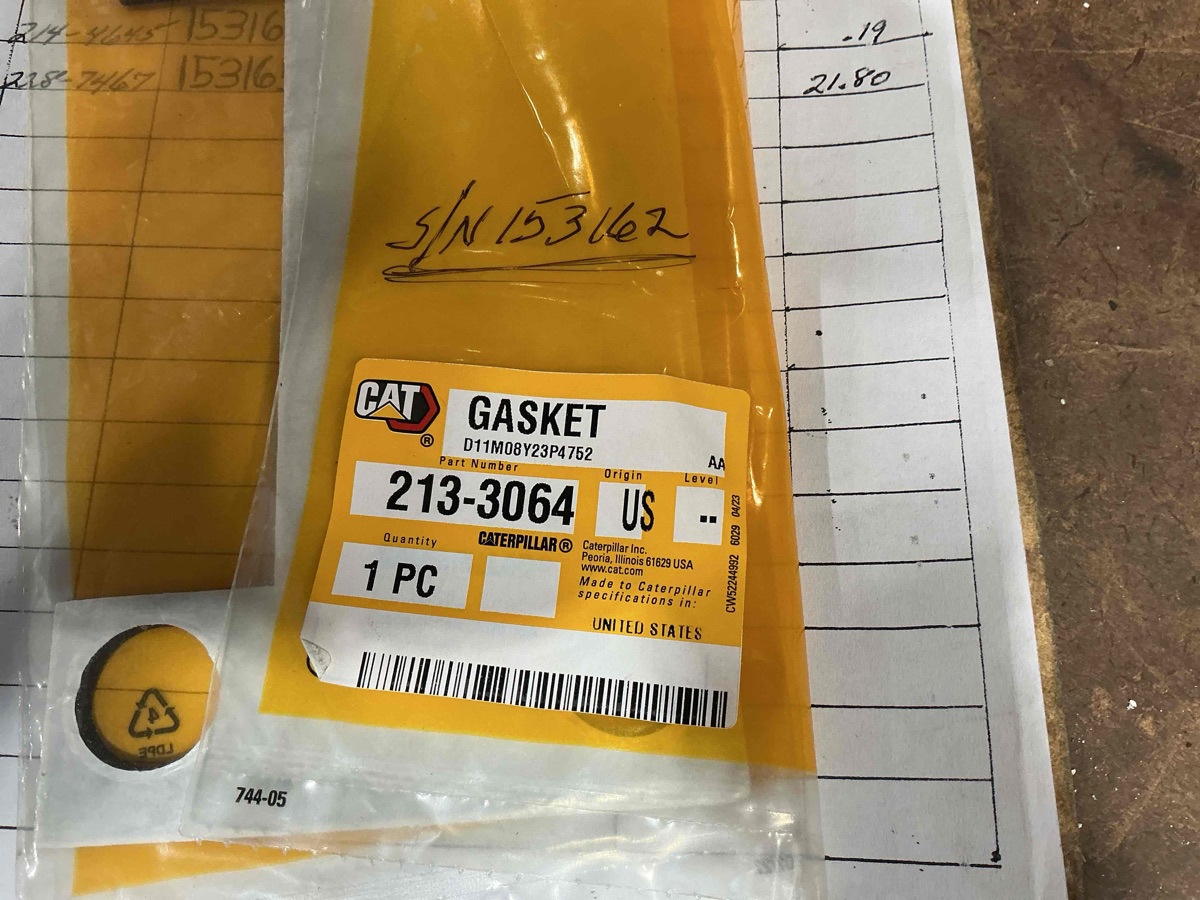 214-4645 15316
.19
228-7467 15316
21.80
S/N 153162
CAT ®
GASKET
D11M08Y23P4752
AA
Part Number
Origin
Level
213-3064
US
--
Quantity
CATERPILLAR®
1 PC
Caterpillar Inc.
Peoria, Illinois 61629 USA
www.cat.com
Made to Caterpillar
specifications in:
UNITED STATES
CW52244992 6029 04/23
4
LDPE
744-05